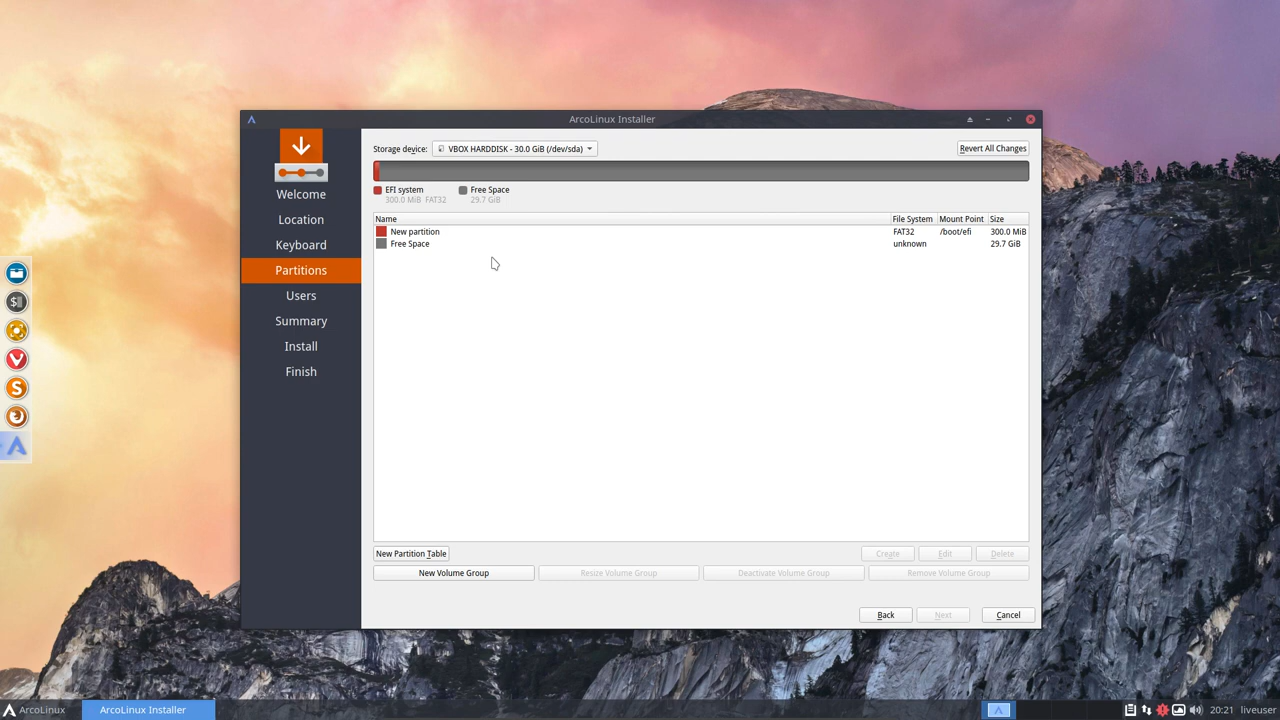 ArcoLinux Installer
Storage device: VBOX HARDDISK - 30.0 GiB (/dev/sda) Revert All Changes
EFI system Free Space
300.0 MiB FAT32 29.7 GiB
Name File System Mount Point Size
New partition FAT32 /boot/efi 300.0 MiB
Free Space unknown 29.7 GiB
Welcome
Location
Keyboard
Partitions
Users
Summary
Install
Finish
New Partition Table Create Edit Delete
New Volume Group Resize Volume Group Deactivate Volume Group Remove Volume Group
Back Next Cancel
ArcoLinux ArcoLinux Installer 20:21 liveuser